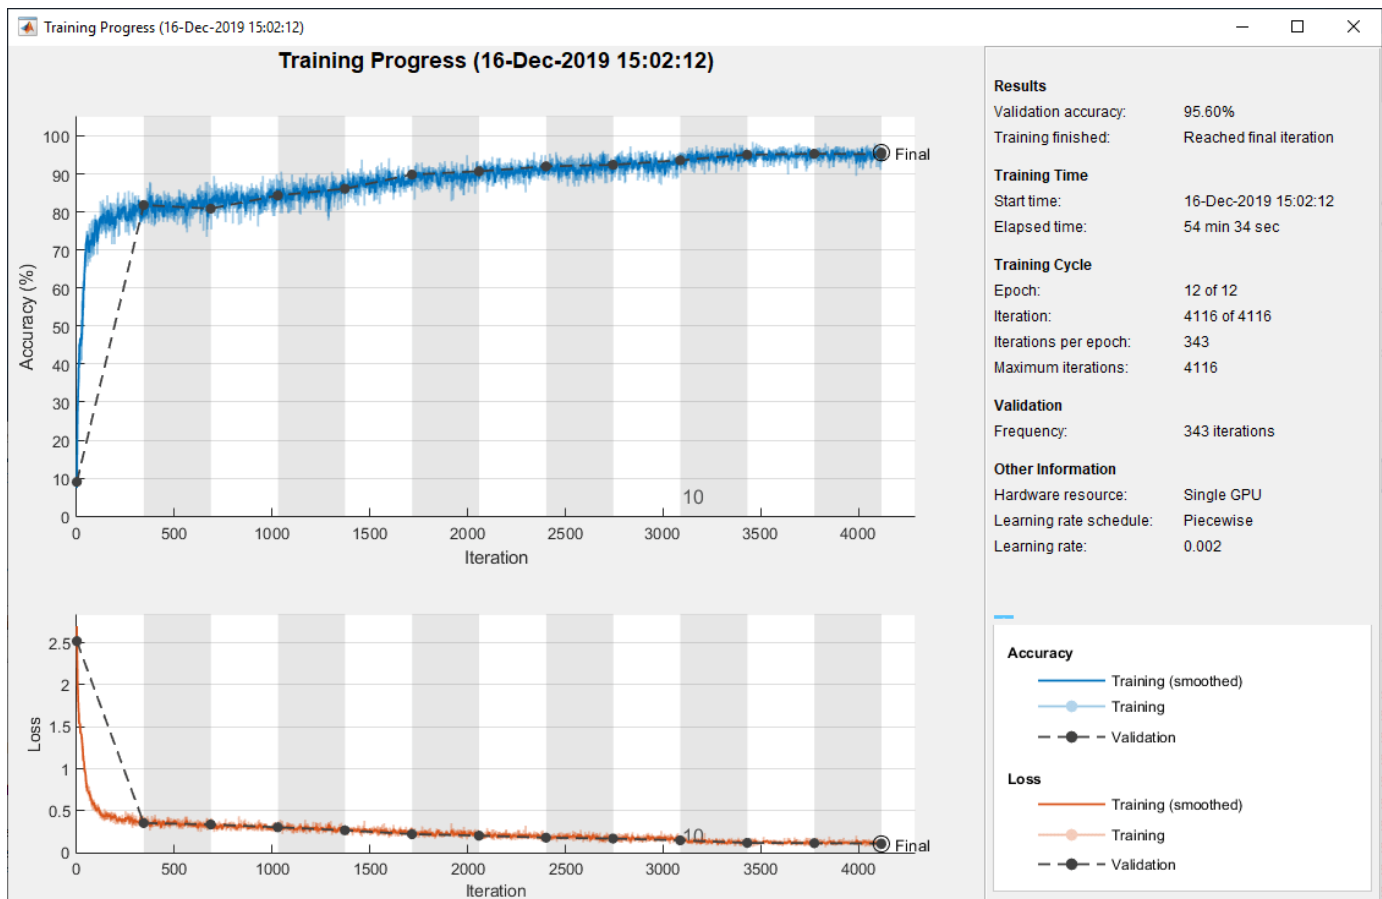 Training Progress (16-Dec-2019 15:02:12)
Training Progress (16-Dec-2019 15:02:12)
100
90
80
70
60
50
40
30
20
10
0
Accuracy (%)
Final
10
0 500 1000 1500 2000 2500 3000 3500 4000
Iteration
2.5
2
1.5
1
0.5
0
Loss
10
Final
0 500 1000 1500 2000 2500 3000 3500 4000
Iteration
Results
Validation accuracy: 95.60%
Training finished: Reached final iteration
Training Time
Start time: 16-Dec-2019 15:02:12
Elapsed time: 54 min 34 sec
Training Cycle
Epoch: 12 of 12
Iteration: 4116 of 4116
Iterations per epoch: 343
Maximum iterations: 4116
Validation
Frequency: 343 iterations
Other Information
Hardware resource: Single GPU
Learning rate schedule: Piecewise
Learning rate: 0.002
Accuracy
Training (smoothed)
Training
Validation
Loss
Training (smoothed)
Training
Validation